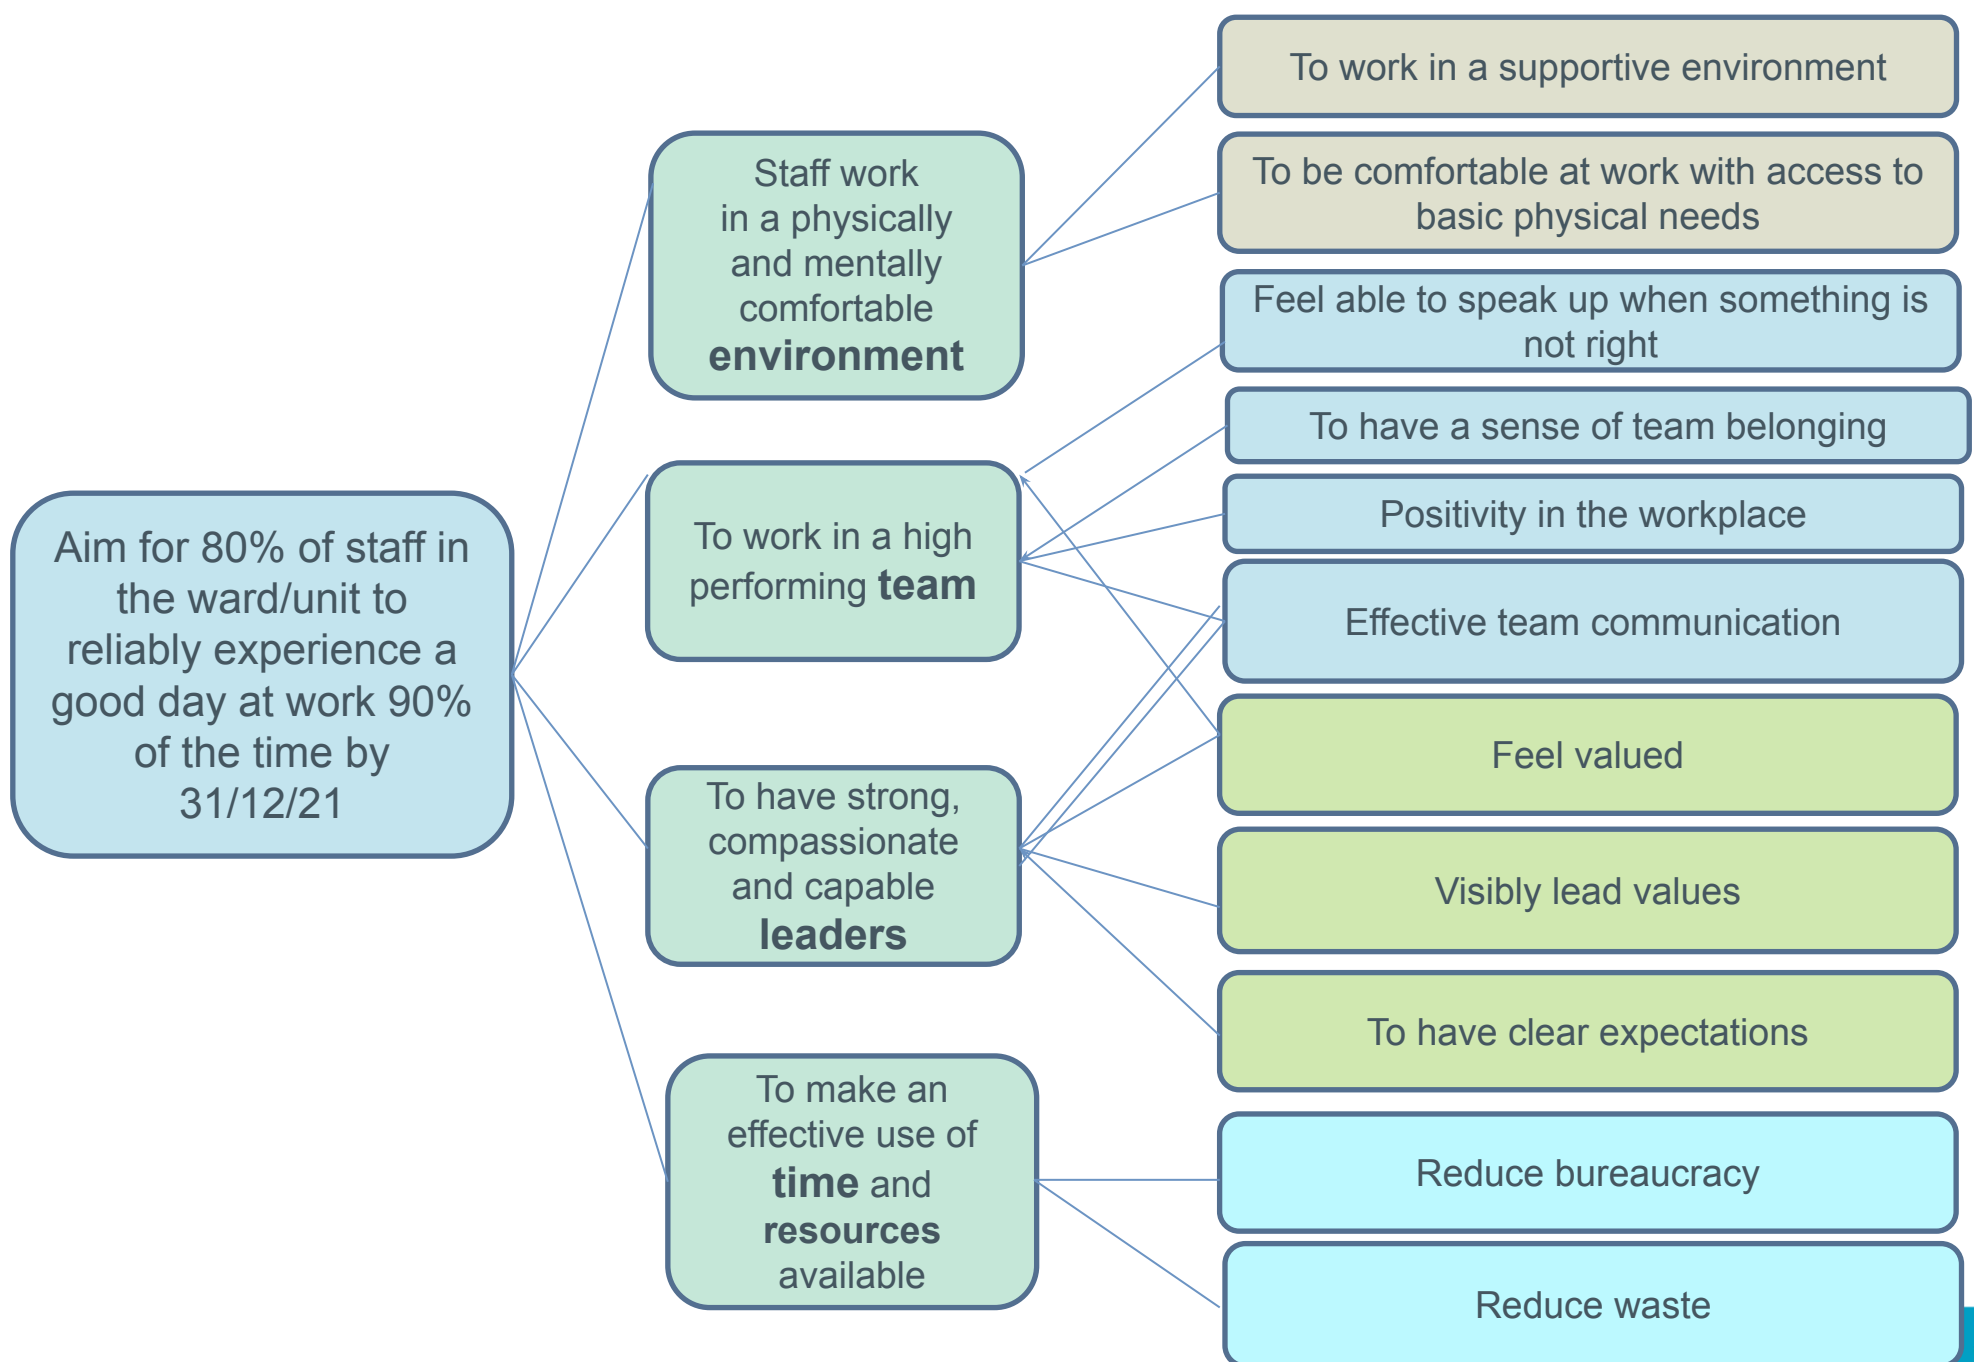 Aim for 80% of staff in
the ward/unit to
reliably experience a
good day at work 90%
of the time by
31/12/21
Staff work
in a physically
and mentally
comfortable
environment
To work in a high
performing team
To have strong,
compassionate
and capable
leaders
To make an
effective use of
time and
resources
available
To work in a supportive environment
To be comfortable at work with access to
basic physical needs
Feel able to speak up when something is
not right
To have a sense of team belonging
Positivity in the workplace
Effective team communication
Feel valued
Visibly lead values
To have clear expectations
Reduce bureaucracy
Reduce waste